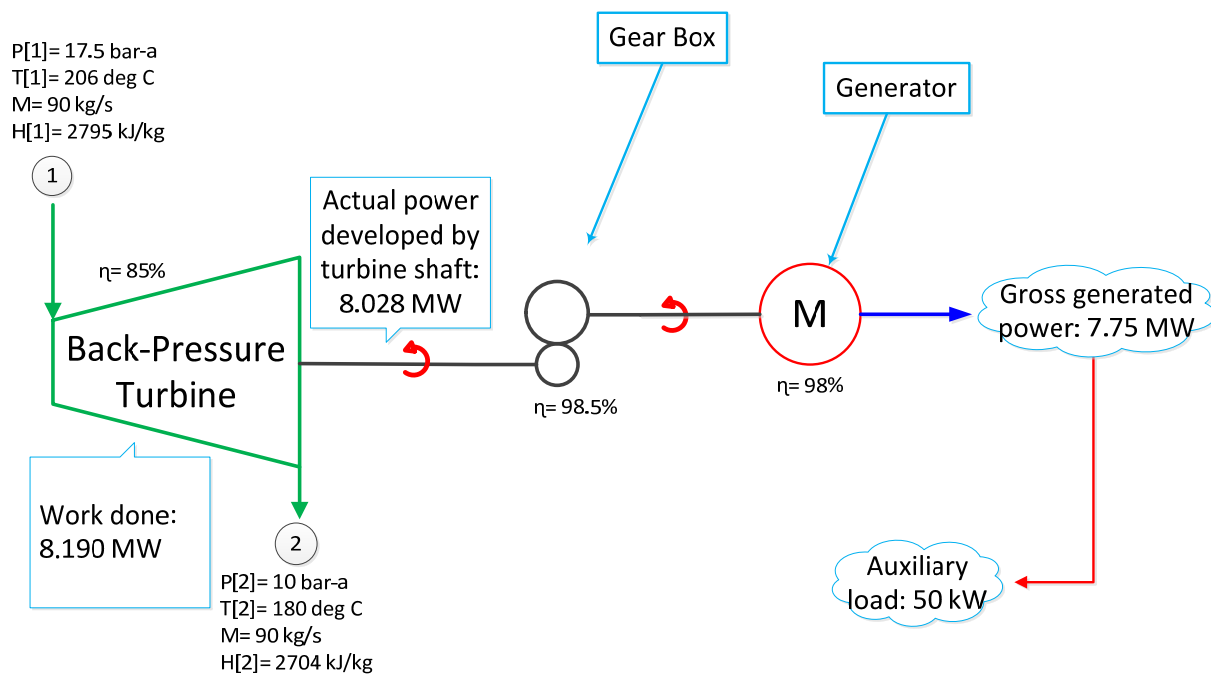 P[1]= 17.5 bar-a
T[1]= 206 deg C
M= 90 kg/s
H[1]= 2795 kJ/kg
1
Gear Box
Generator
η= 85%
Actual power
developed by
turbine shaft:
8.028 MW
Back-Pressure
Turbine
M
Gross generated
power: 7.75 MW
η= 98.5%
η= 98%
Work done:
8.190 MW
2
P[2]= 10 bar-a
T[2]= 180 deg C
M= 90 kg/s
H[2]= 2704 kJ/kg
Auxiliary
load: 50 kW